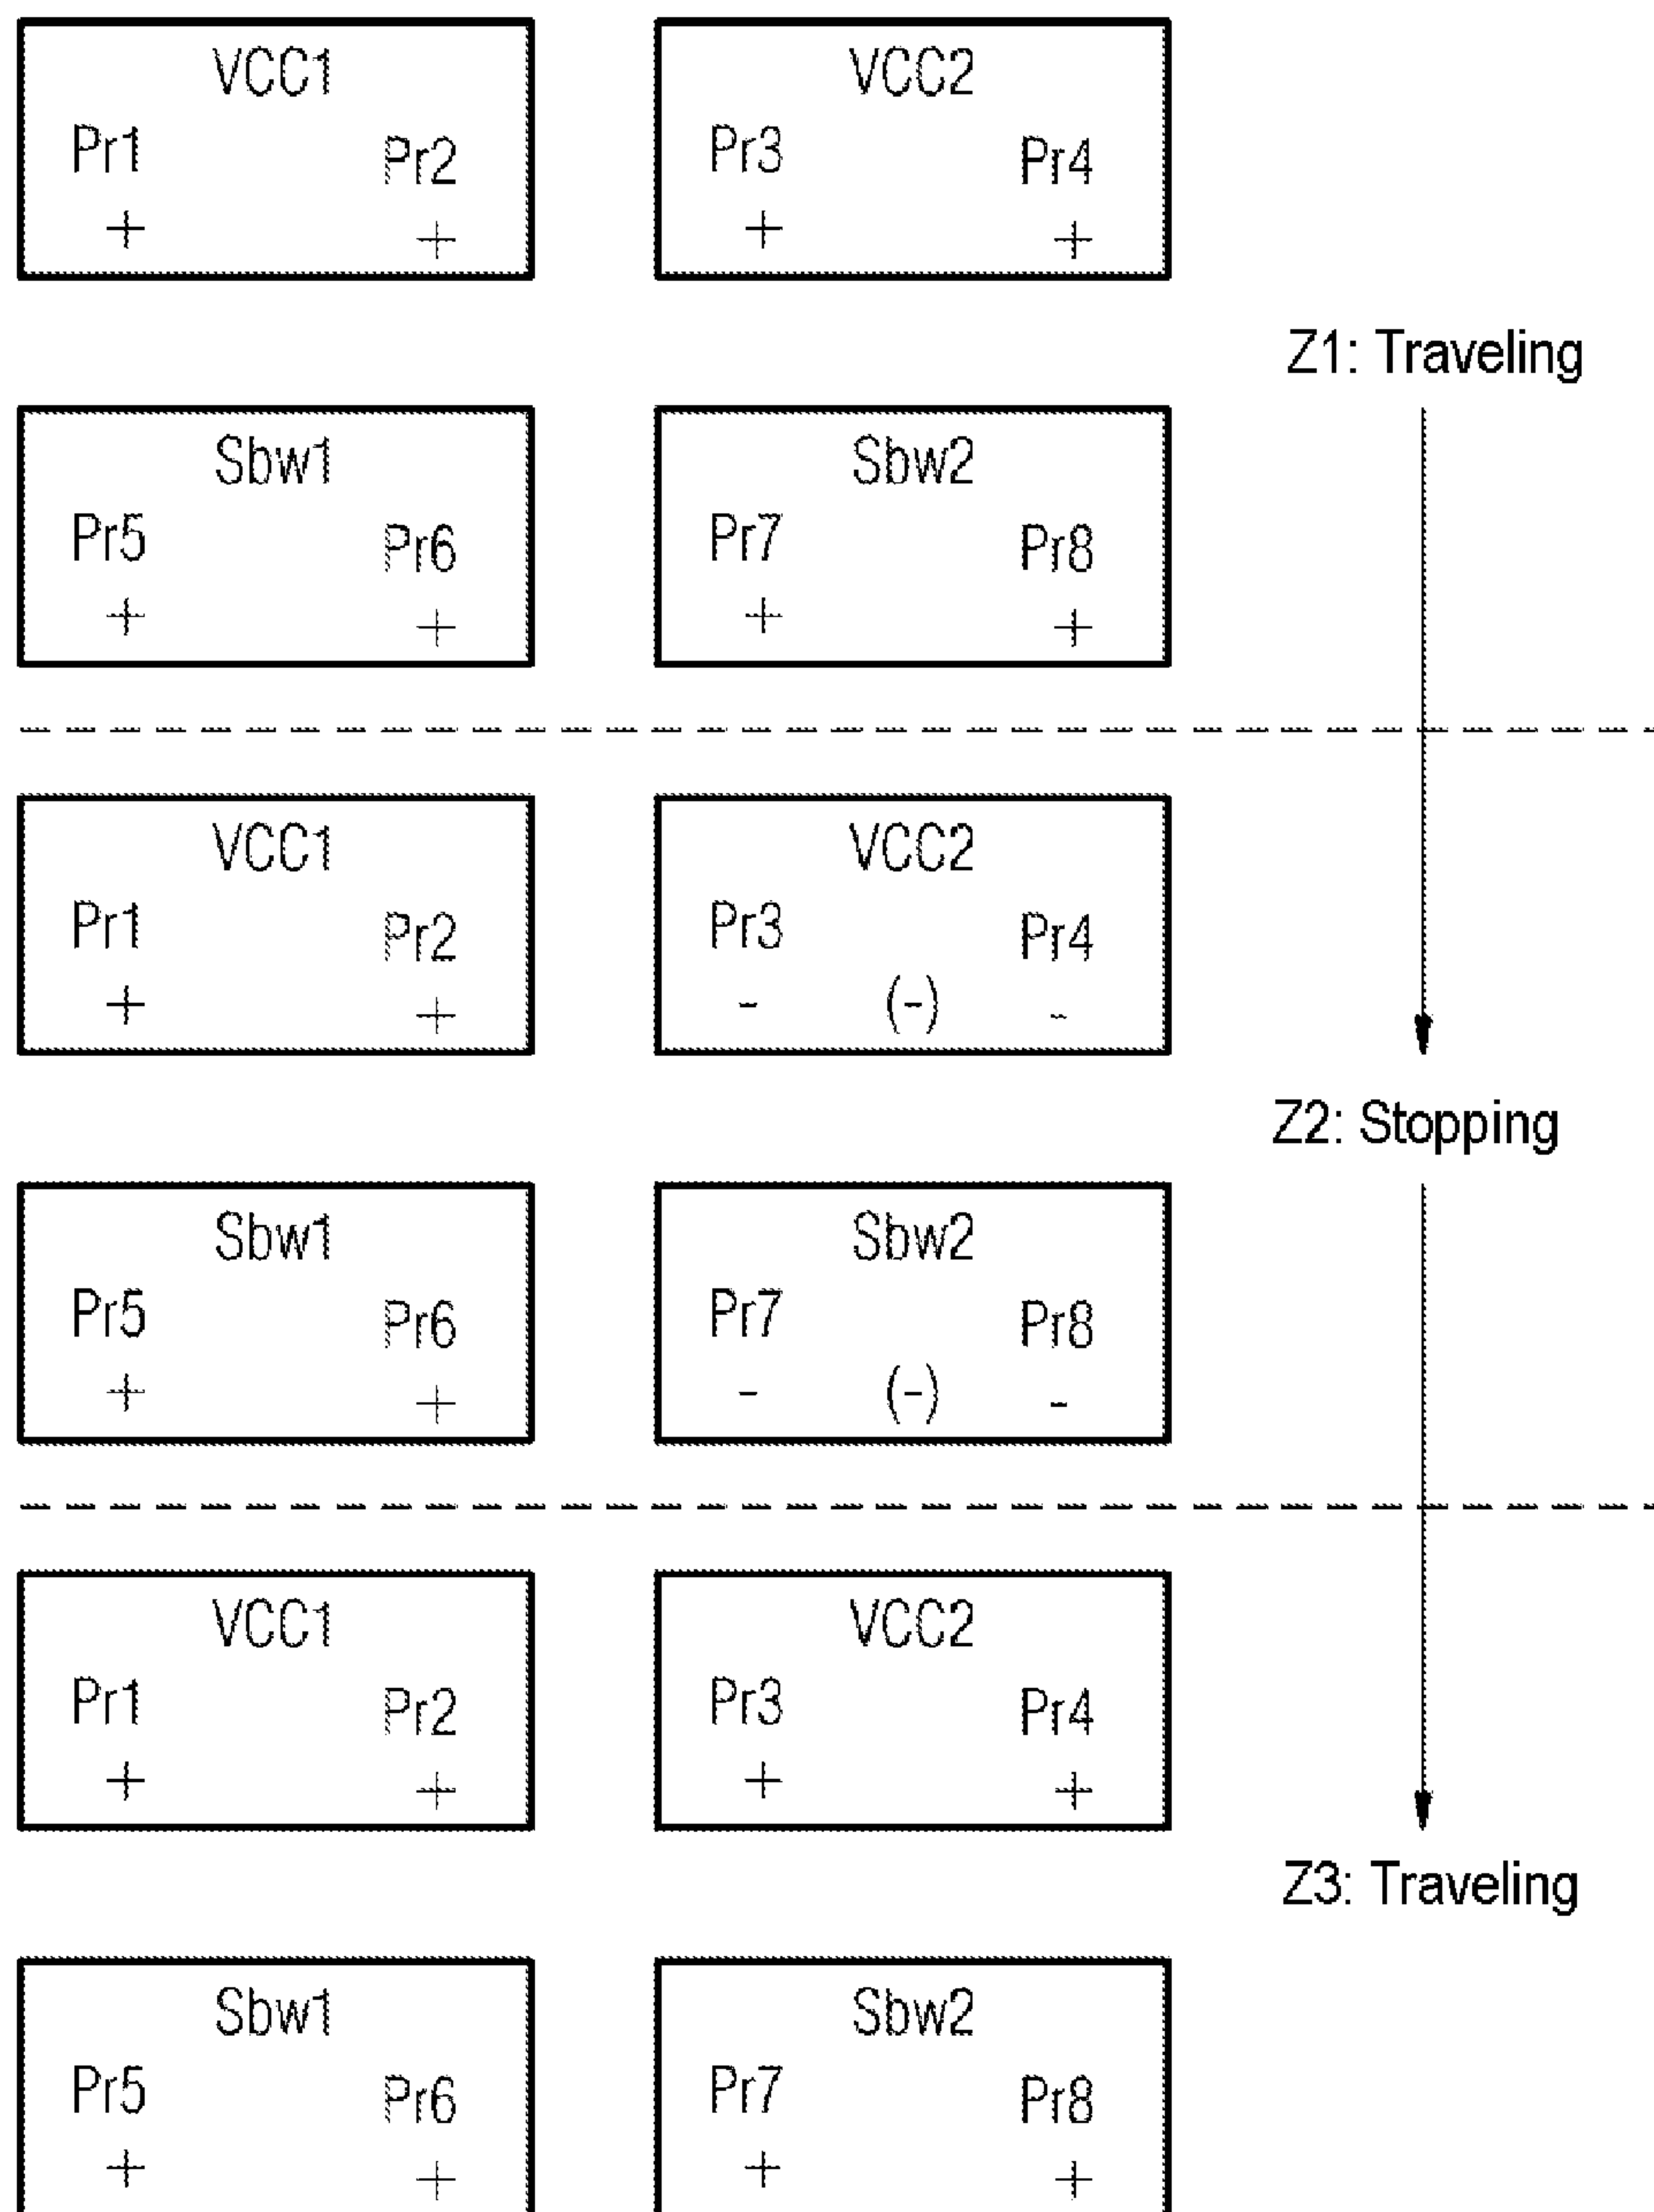 VCC1 VCC2
Pr1 Pr2 Pr3 Pr4
+ + + +
Z1: Traveling
Sbw1 Sbw2
Pr5 Pr6 Pr7 Pr8
+ + + +
VCC1 VCC2
Pr1 Pr2 Pr3 Pr4
+ + - (-) -
Z2: Stopping
Sbw1 Sbw2
Pr5 Pr6 Pr7 Pr8
+ + - (-) -
VCC1 VCC2
Pr1 Pr2 Pr3 Pr4
+ + + +
Z3: Traveling
Sbw1 Sbw2
Pr5 Pr6 Pr7 Pr8
+ + + +